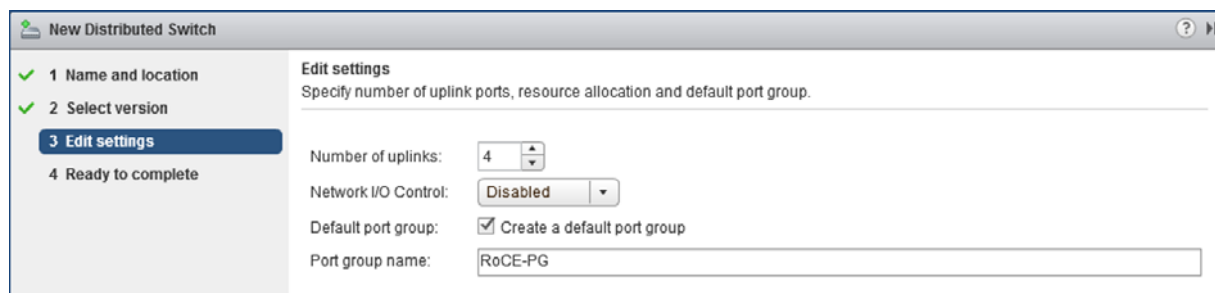 New Distributed Switch
?
1 Name and location
2 Select version
3 Edit settings
4 Ready to complete
Edit settings
Specify number of uplink ports, resource allocation and default port group.
Number of uplinks: 4
Network I/O Control: Disabled
Default port group: Create a default port group
Port group name: RoCE-PG